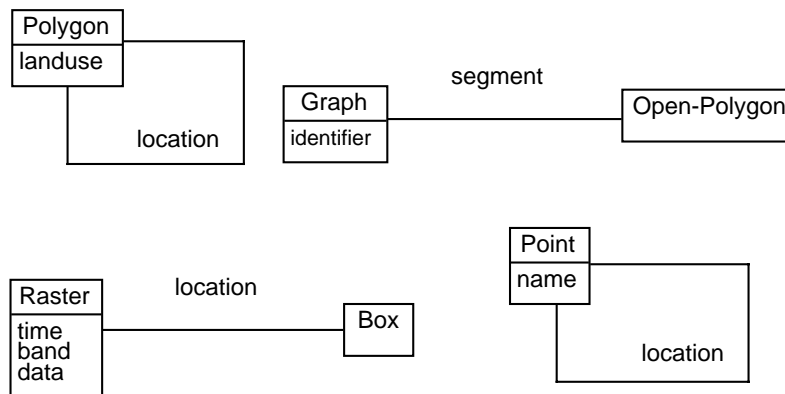 Polygon
landuse
location
segment
Graph
identifier
Open-Polygon
Raster
time
band
data
location
Box
Point
name
location